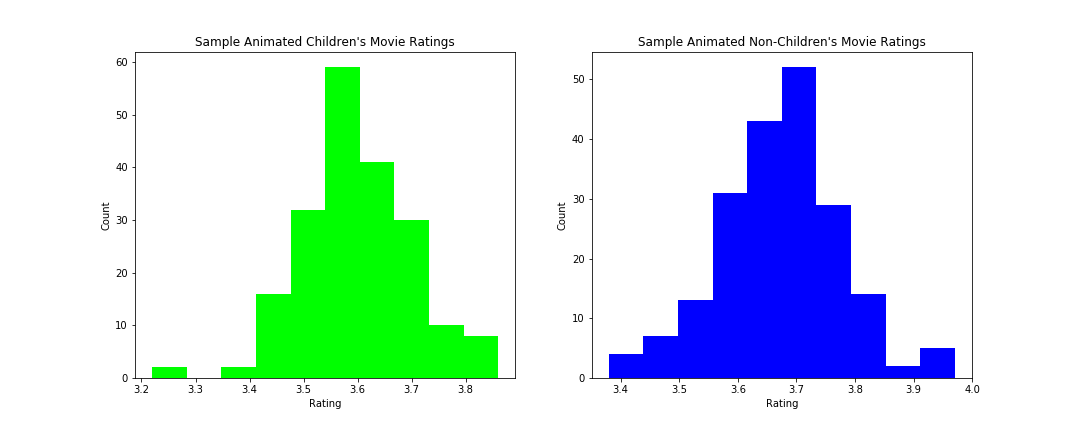 Sample Animated Children's Movie Ratings
60
50
40
30
20
10
0
Count
3.2 3.3 3.4 3.5 3.6 3.7 3.8
Rating
Sample Animated Non-Children's Movie Ratings
50
40
30
20
10
0
Count
3.4 3.5 3.6 3.7 3.8 3.9 4.0
Rating